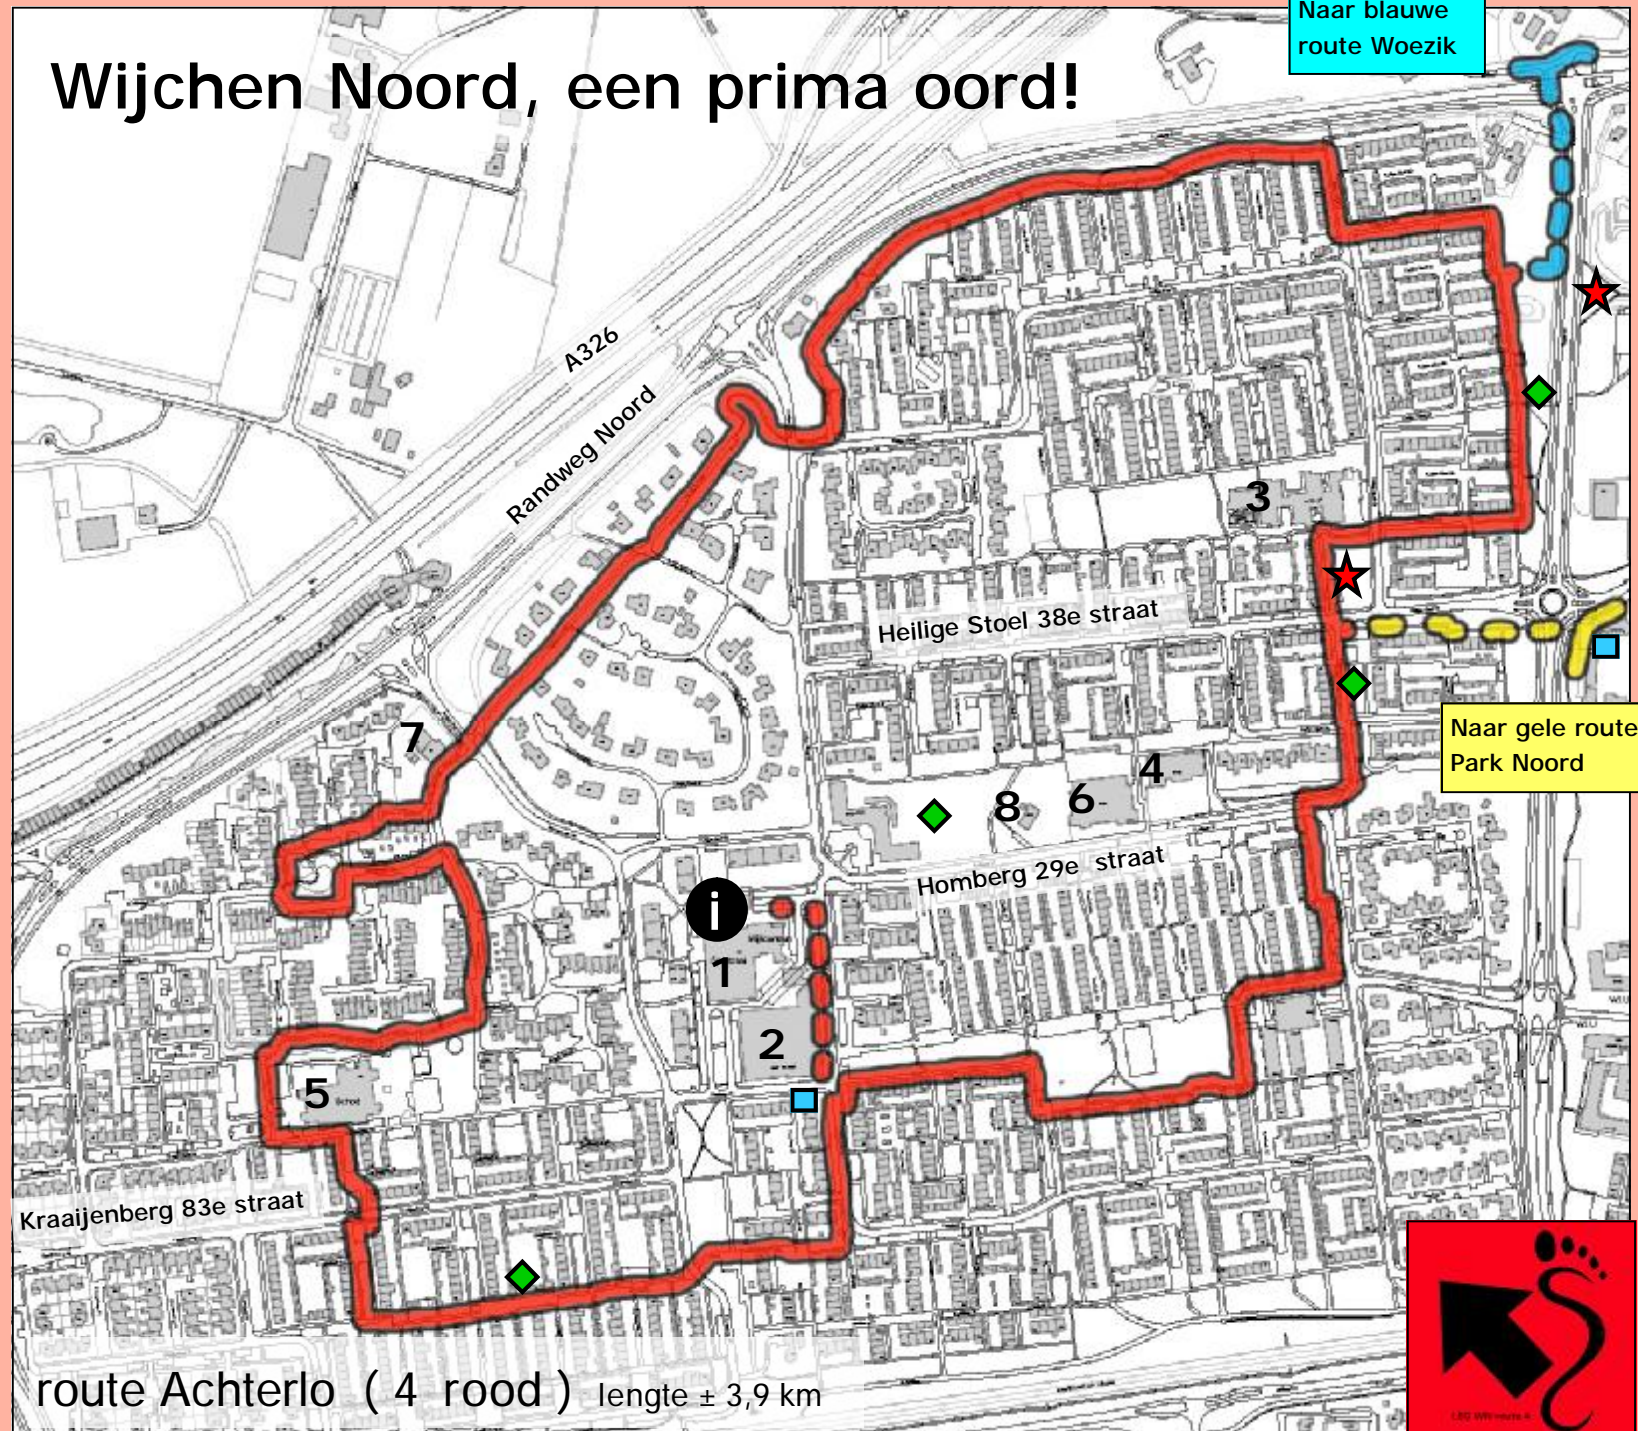 Naar blauwe
route Woezik
Wijchen Noord, een prima oord!
A326
Randweg Noord
3
Heilige Stoel 38e straat
7
Naar gele route
Park Noord
4
8
6
Homberg 29e straat
i
1
2
5
School
Kraaijenberg 83e straat
route Achterlo ( 4 rood ) lengte ± 3,9 km